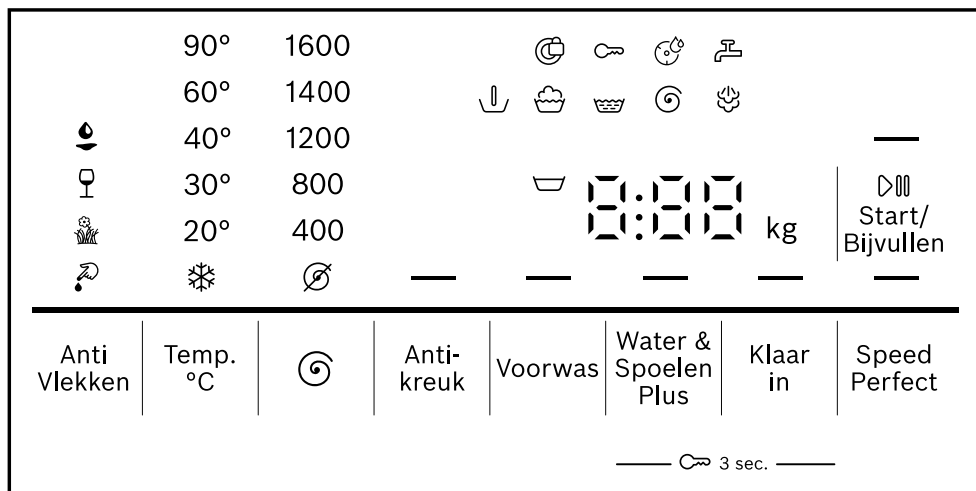 90° 1600
60° 1400
40° 1200
30° 800
20° 400
8:88 kg
Start/
Bijvullen
Anti
Vlekken
Temp.
°C
Anti-
kreuk
Voorwas
Water &
Spoelen
Plus
Klaar
in
Speed
Perfect
3 sec.